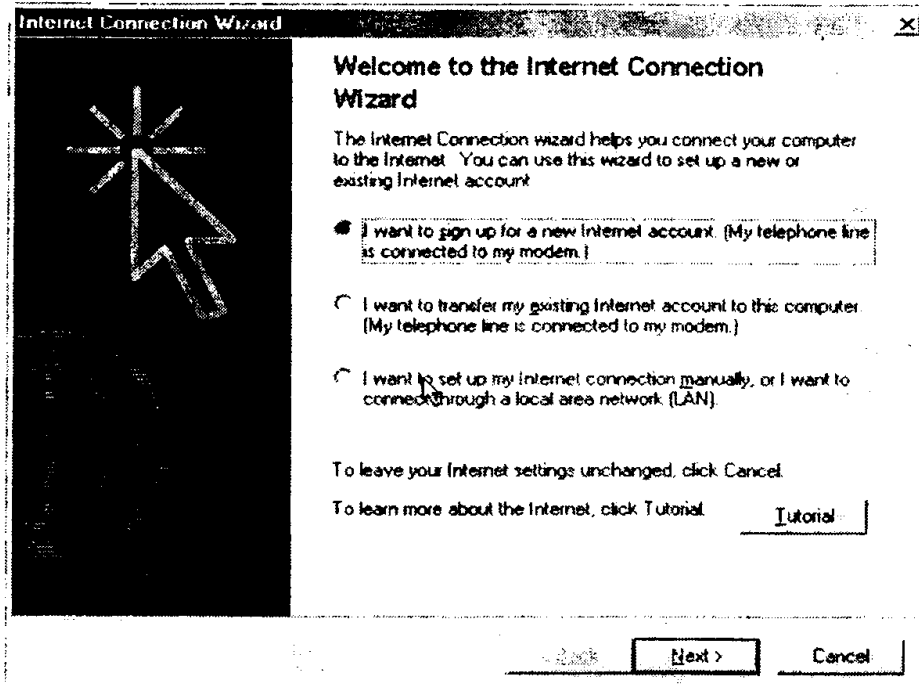 Internet Connection Wizard
Welcome to the Internet Connection
Wizard
The Internet Connection wizard helps you connect your computer
to the Internet. You can use this wizard to set up a new or
existing Internet account.
I want to sign up for a new Internet account. (My telephone line
is connected to my modem.)
I want to transfer my existing Internet account to this computer.
(My telephone line is connected to my modem.)
I want to set up my Internet connection manually, or I want to
connect through a local area network (LAN).
To leave your Internet settings unchanged, click Cancel.
To learn more about the Internet, click Tutorial.
Tutorial
Back
Next >
Cancel